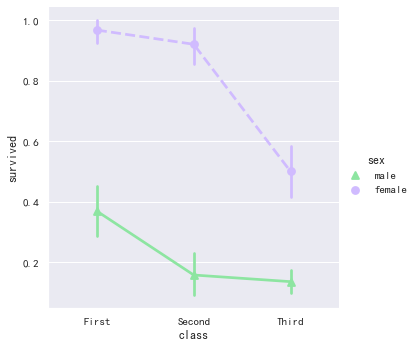 1.0
0.8
0.6
0.4
0.2
survived
First Second Third
class
sex
male
female